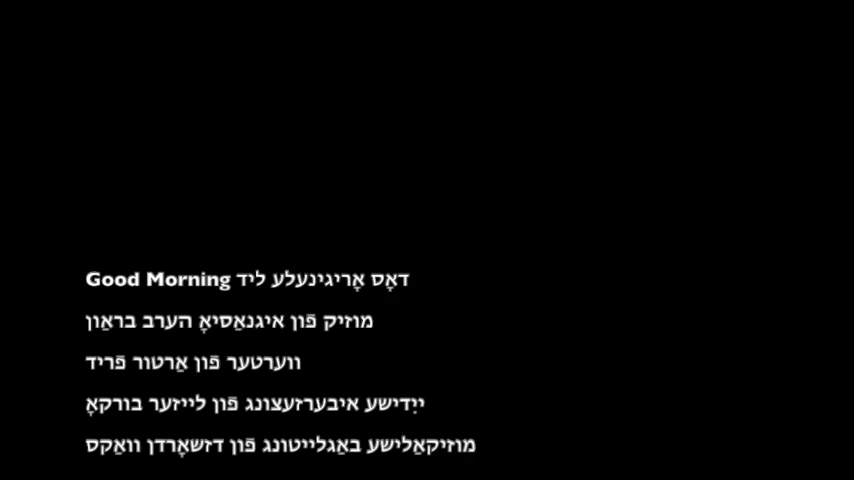 דאָס אָריגינעלע ליד Good Morning
מוזיק פֿון איגנאַסיאָ הערב בראַון
ווערטער פֿון אַרטור פֿריד
ייִדישע איבערזעצונג פֿון לייזער בורקאָ
מוזיקאַלישע באַגלייטונג פֿון דזשאָרדן וואַקס